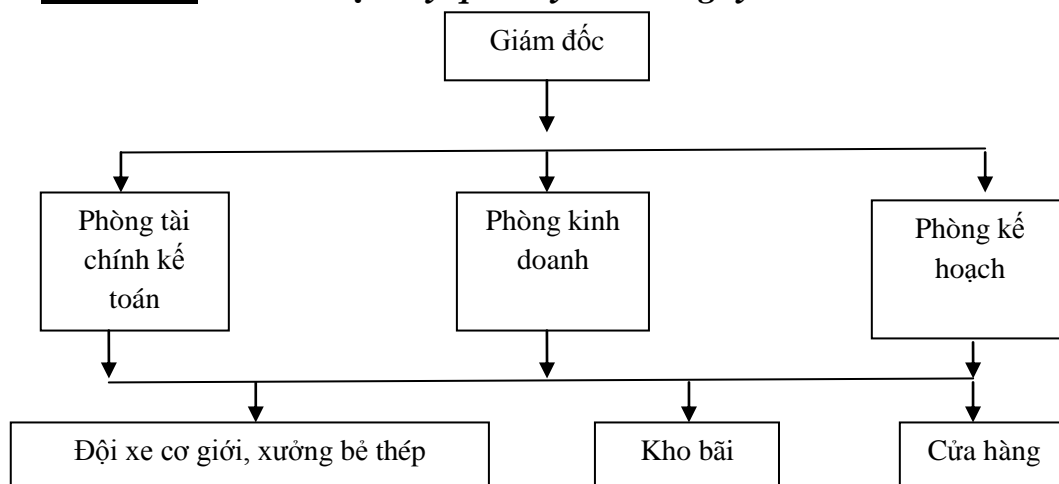 Giám đốc
Phòng tài
chính kế
toán
Phòng kinh
doanh
Phòng kế
hoạch
Đội xe cơ giới, xưởng bẻ thép
Kho bãi
Cửa hàng